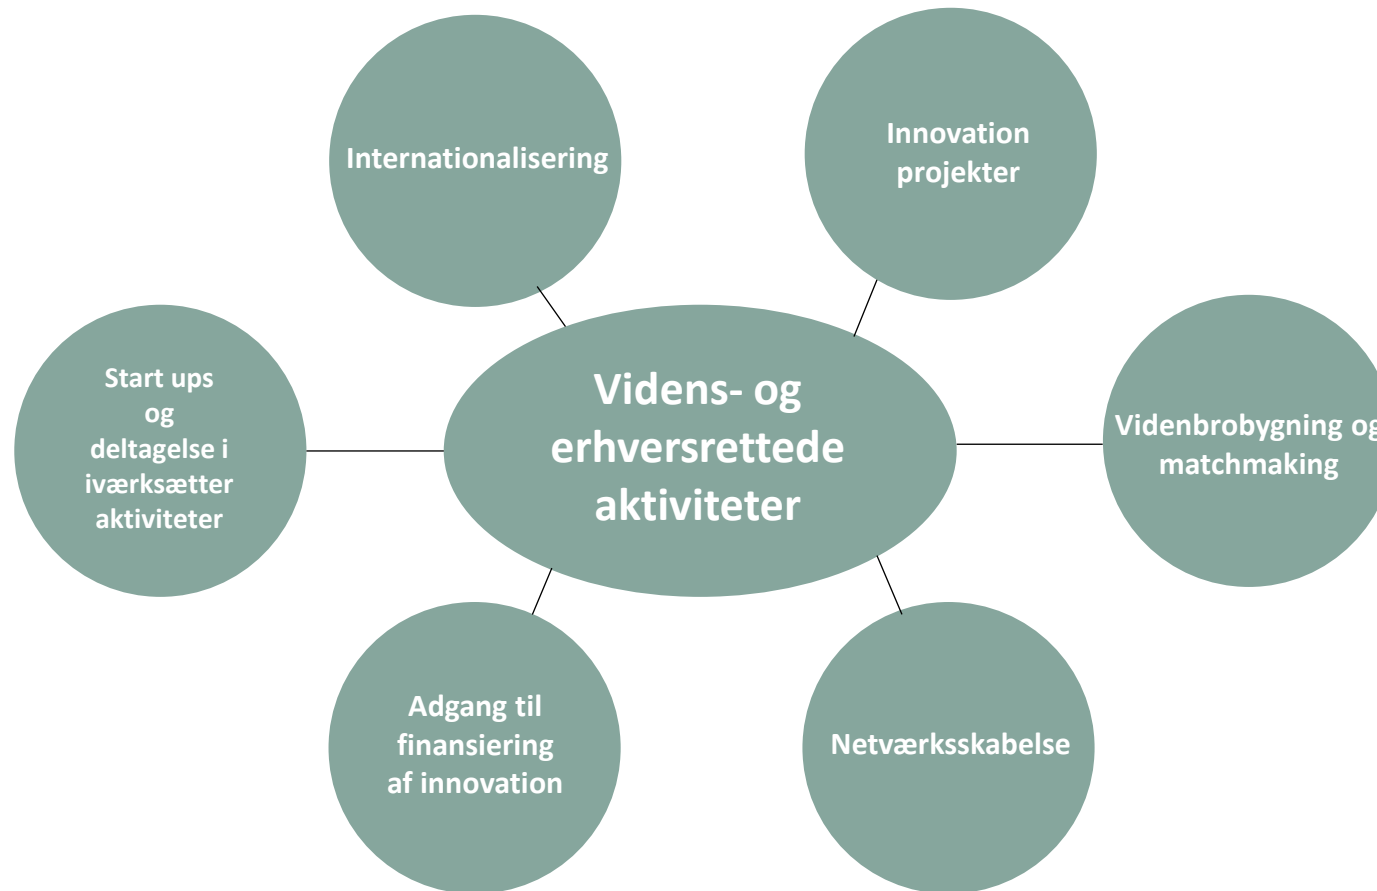 Internationalisering
Innovation
projekter
Start ups
og
deltagelse i
iværksætter
aktiviteter
Videns- og
erhversrettede
aktiviteter
Videnbrobygning og
matchmaking
Adgang til
finansiering
af innovation
Netværksskabelse